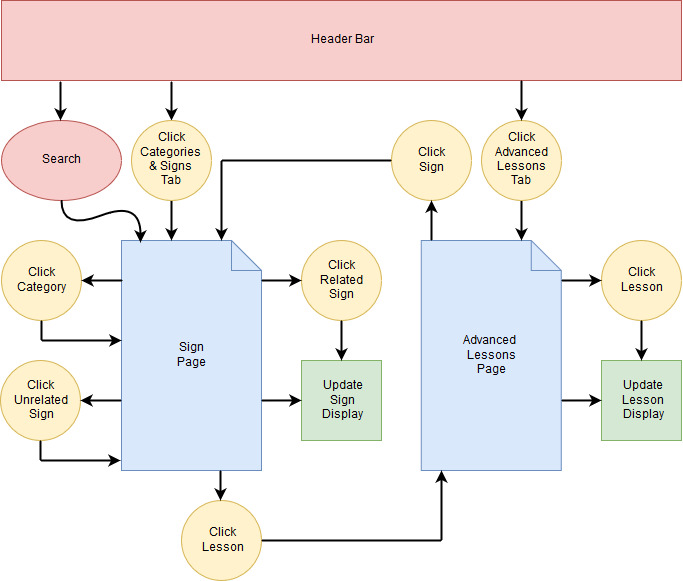 Header Bar
Search
Click
Categories
& Signs
Tab
Click
Sign
Click
Advanced
Lessons
Tab
Click
Category
Click
Related
Sign
Click
Lesson
Sign
Page
Advanced
Lessons
Page
Click
Unrelated
Sign
Update
Sign
Display
Update
Lesson
Display
Click
Lesson